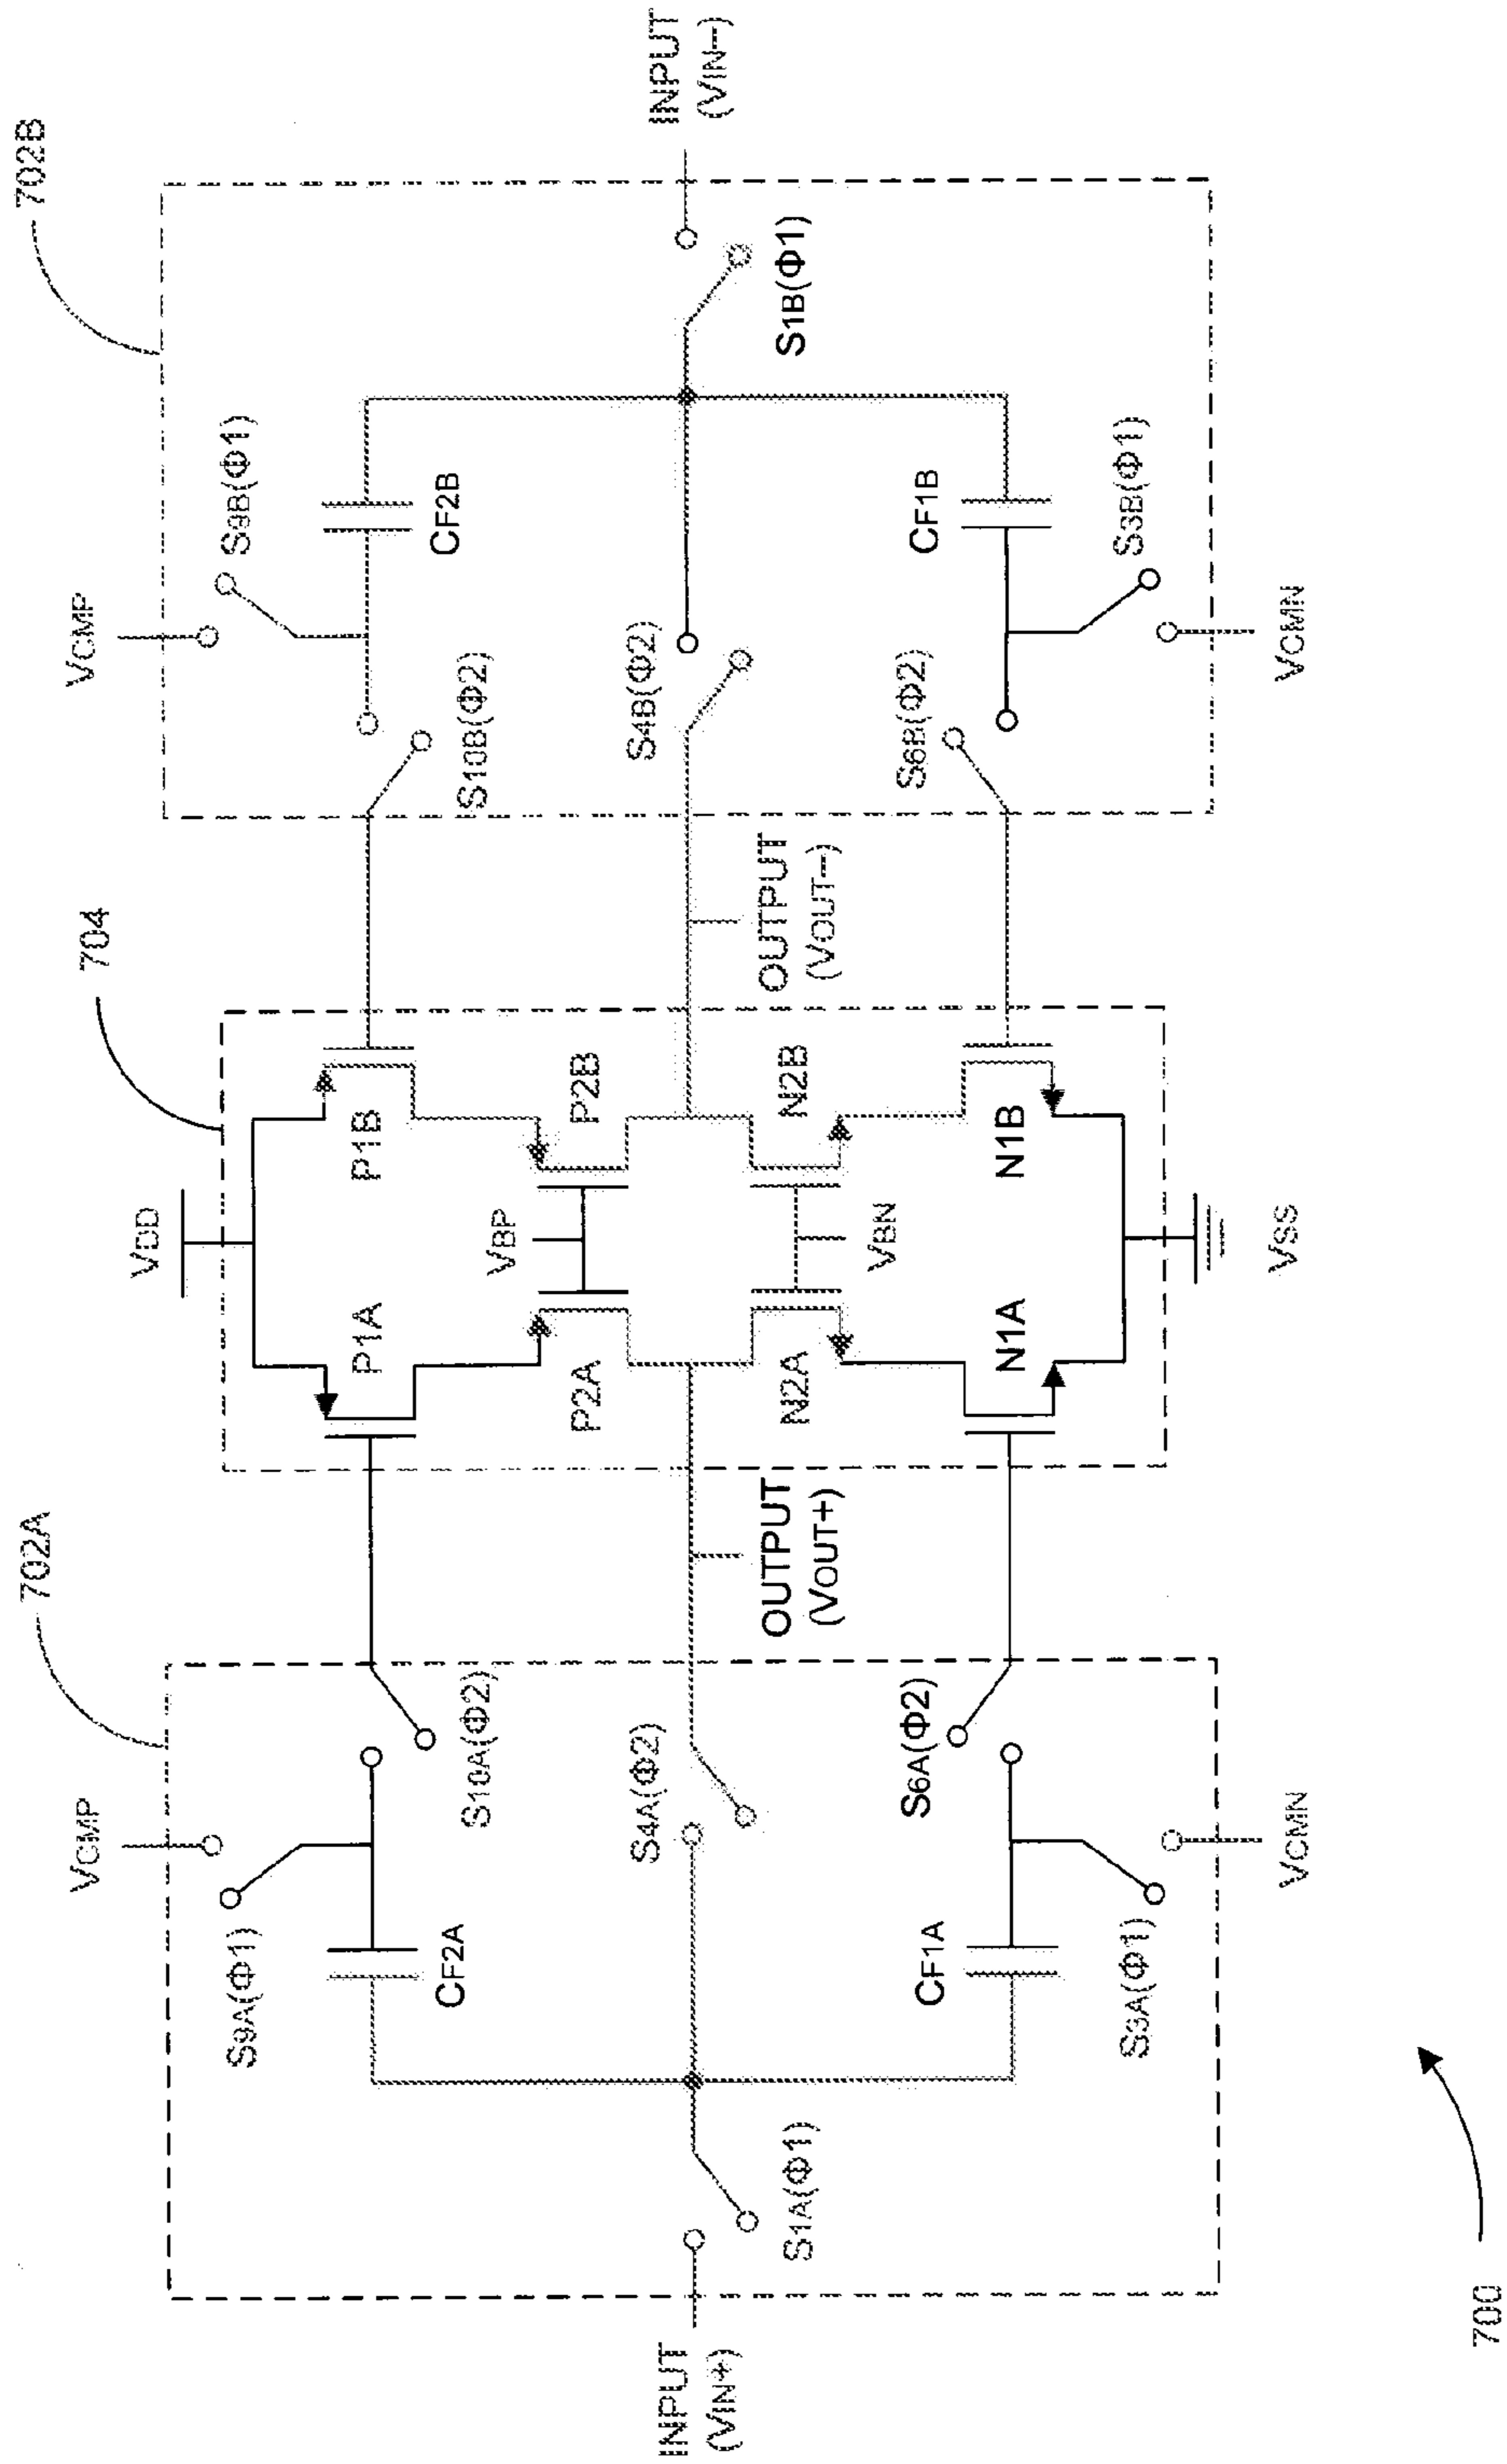 702A
704
702B
VCMP
VDD
VCMP
S9A(Φ1)
S9B(Φ1)
P1A
P1B
CF2A
S10A(Φ2)
S10B(Φ2)
CF2B
VBP
P2A
P2B
INPUT
(VIN+)
S4A(Φ2)
S4B(Φ2)
INPUT
(VIN–)
S1A(Φ1)
OUTPUT
(VOUT+)
N2A
N2B
OUTPUT
(VOUT–)
S1B(Φ1)
VBN
CF1A
S6A(Φ2)
S6B(Φ2)
CF1B
N1A
N1B
S3A(Φ1)
S3B(Φ1)
VCMN
VSS
VCMN
700